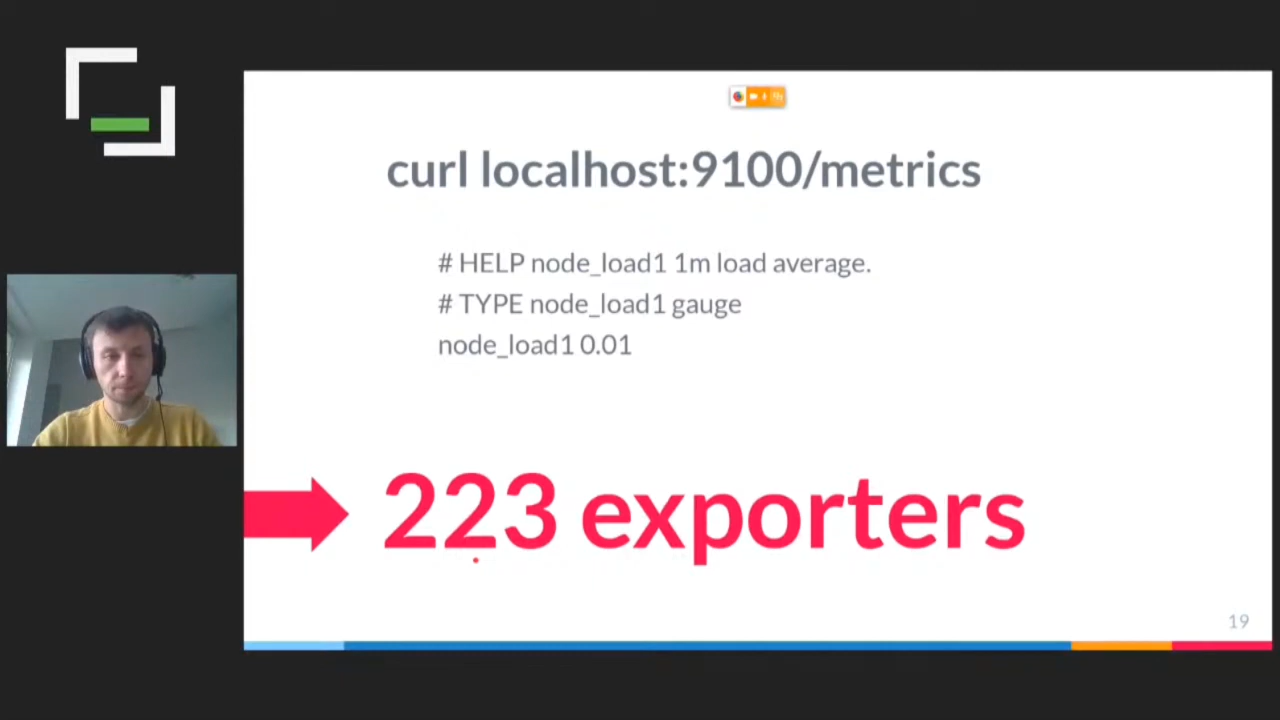 curl localhost:9100/metrics
# HELP node_load1 1m load average.
# TYPE node_load1 gauge
node_load1 0.01
223 exporters
19